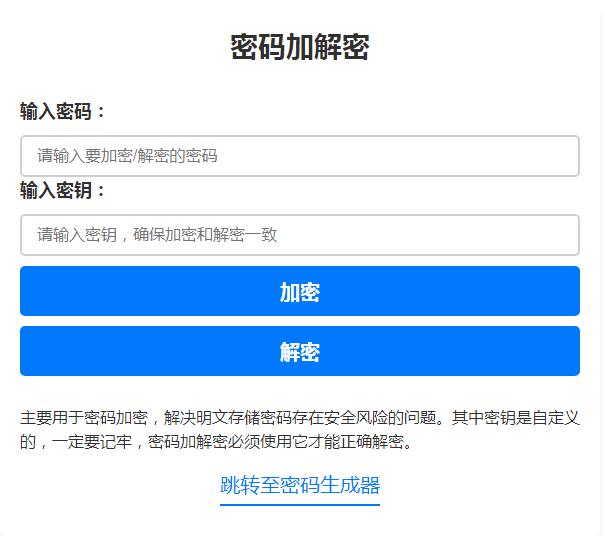 密码加解密
输入密码：
请输入要加密/解密的密码
输入密钥：
请输入密钥，确保加密和解密一致
加密
解密
主要用于密码加密，解决明文存储密码存在安全风险的问题。其中密钥是自定义
的，一定要记牢，密码加解密必须使用它才能正确解密。
跳转至密码生成器